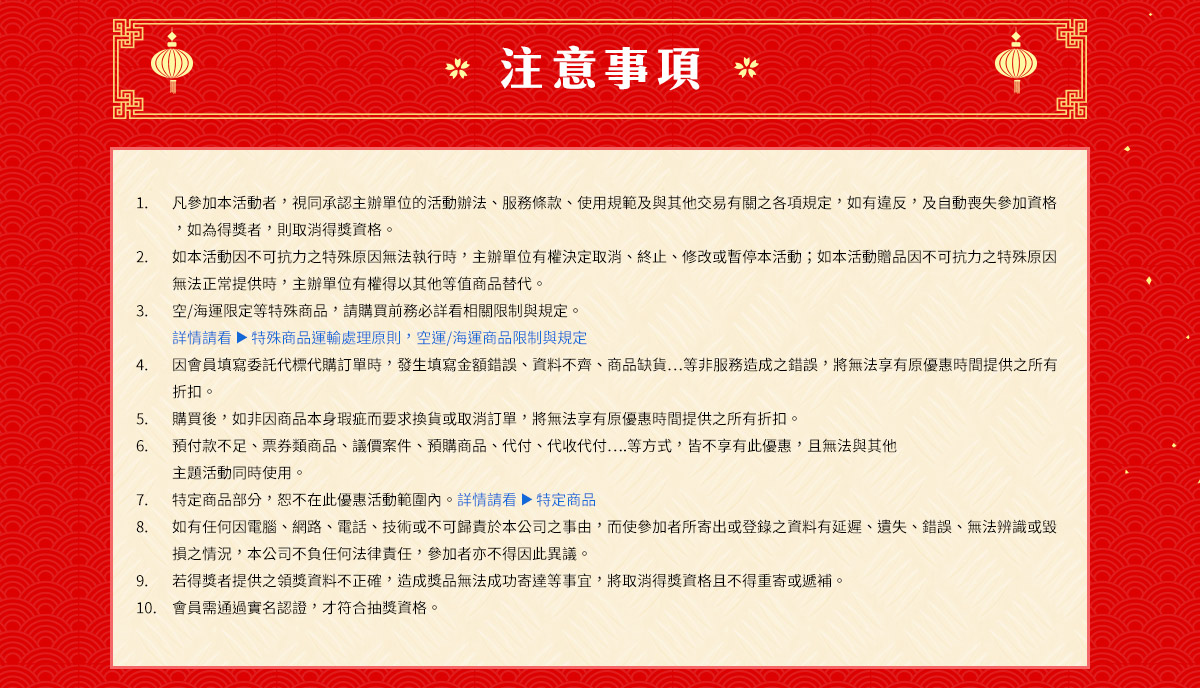 注意事項
1. 凡參加本活動者，視同承認主辦單位的活動辦法、服務條款、使用規範及與其他交易有關之各項規定，如有違反，及自動喪失參加資格
，如為得獎者，則取消得獎資格。
2. 如本活動因不可抗力之特殊原因無法執行時，主辦單位有權決定取消、終止、修改或暫停本活動；如本活動贈品因不可抗力之特殊原因
無法正常提供時，主辦單位有權得以其他等值商品替代。
3. 空/海運限定等特殊商品，請購買前務必詳看相關限制與規定。
詳情請看 ▶ 特殊商品運輸處理原則，空運/海運商品限制與規定
4. 因會員填寫委託代標代購訂單時，發生填寫金額錯誤、資料不齊、商品缺貨…等非服務造成之錯誤，將無法享有原優惠時間提供之所有
折扣。
5. 購買後，如非因商品本身瑕疵而要求換貨或取消訂單，將無法享有原優惠時間提供之所有折扣。
6. 預付款不足、票券類商品、議價案件、預購商品、代付、代收代付….等方式，皆不享有此優惠，且無法與其他
主題活動同時使用。
7. 特定商品部分，恕不在此優惠活動範圍內。詳情請看 ▶ 特定商品
8. 如有任何因電腦、網路、電話、技術或不可歸責於本公司之事由，而使參加者所寄出或登錄之資料有延遲、遺失、錯誤、無法辨識或毀
損之情況，本公司不負任何法律責任，參加者亦不得因此異議。
9. 若得獎者提供之領獎資料不正確，造成獎品無法成功寄達等事宜，將取消得獎資格且不得重寄或遞補。
10. 會員需通過實名認證，才符合抽獎資格。